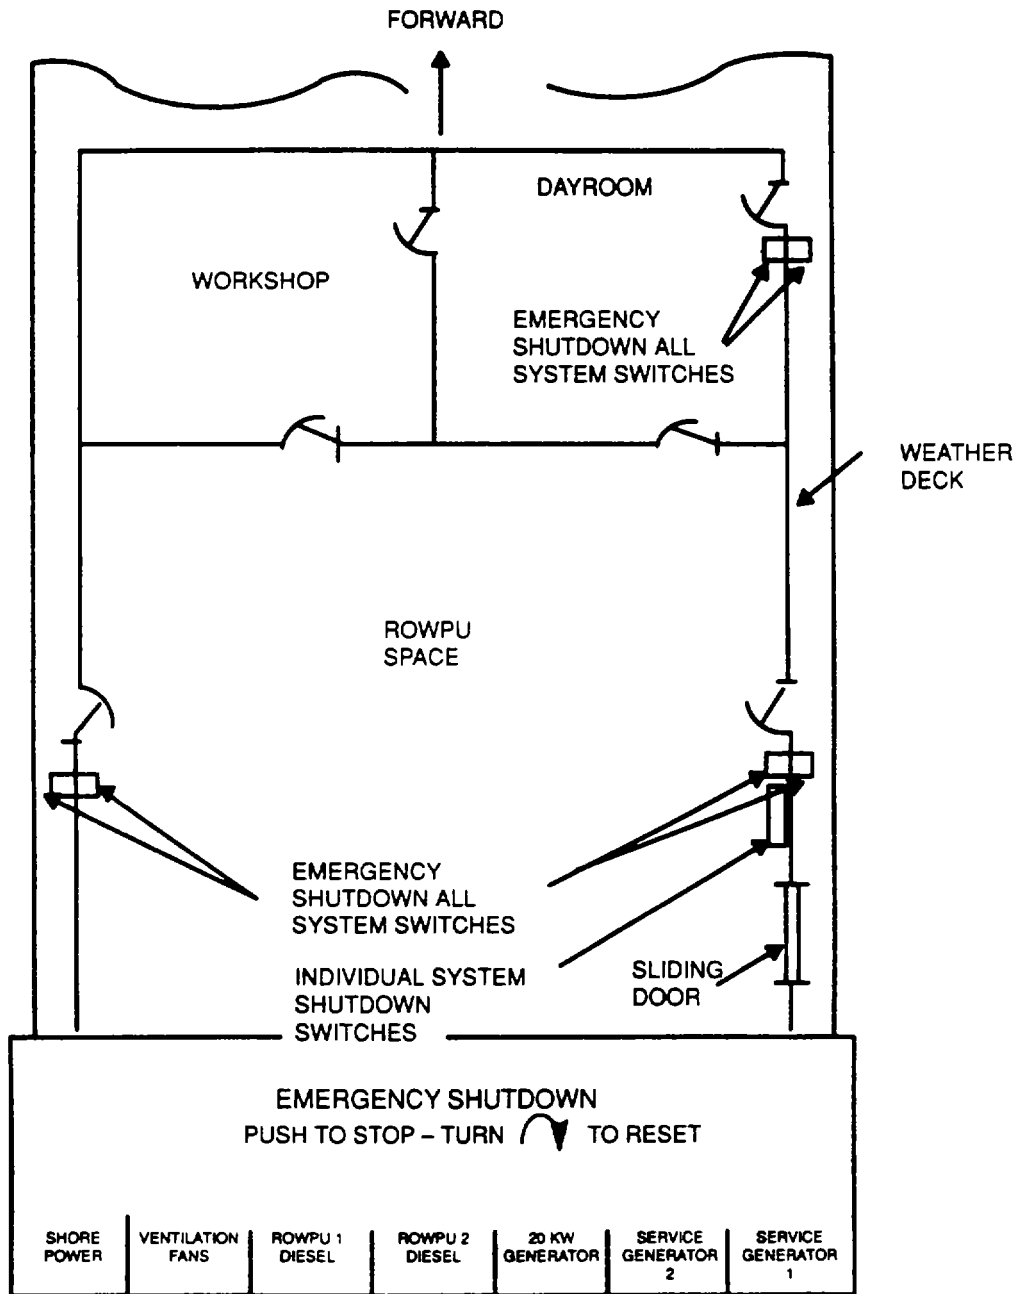 FORWARD
DAYROOM
WORKSHOP
EMERGENCY
SHUTDOWN ALL
SYSTEM SWITCHES
WEATHER
DECK
ROWPU
SPACE
EMERGENCY
SHUTDOWN ALL
SYSTEM SWITCHES
INDIVIDUAL SYSTEM
SHUTDOWN
SWITCHES
SLIDING
DOOR
EMERGENCY SHUTDOWN
PUSH TO STOP – TURN TO RESET
SHORE
POWER
VENTILATION
FANS
ROWPU 1
DIESEL
ROWPU 2
DIESEL
20 KW
GENERATOR
SERVICE
GENERATOR
2
SERVICE
GENERATOR
1